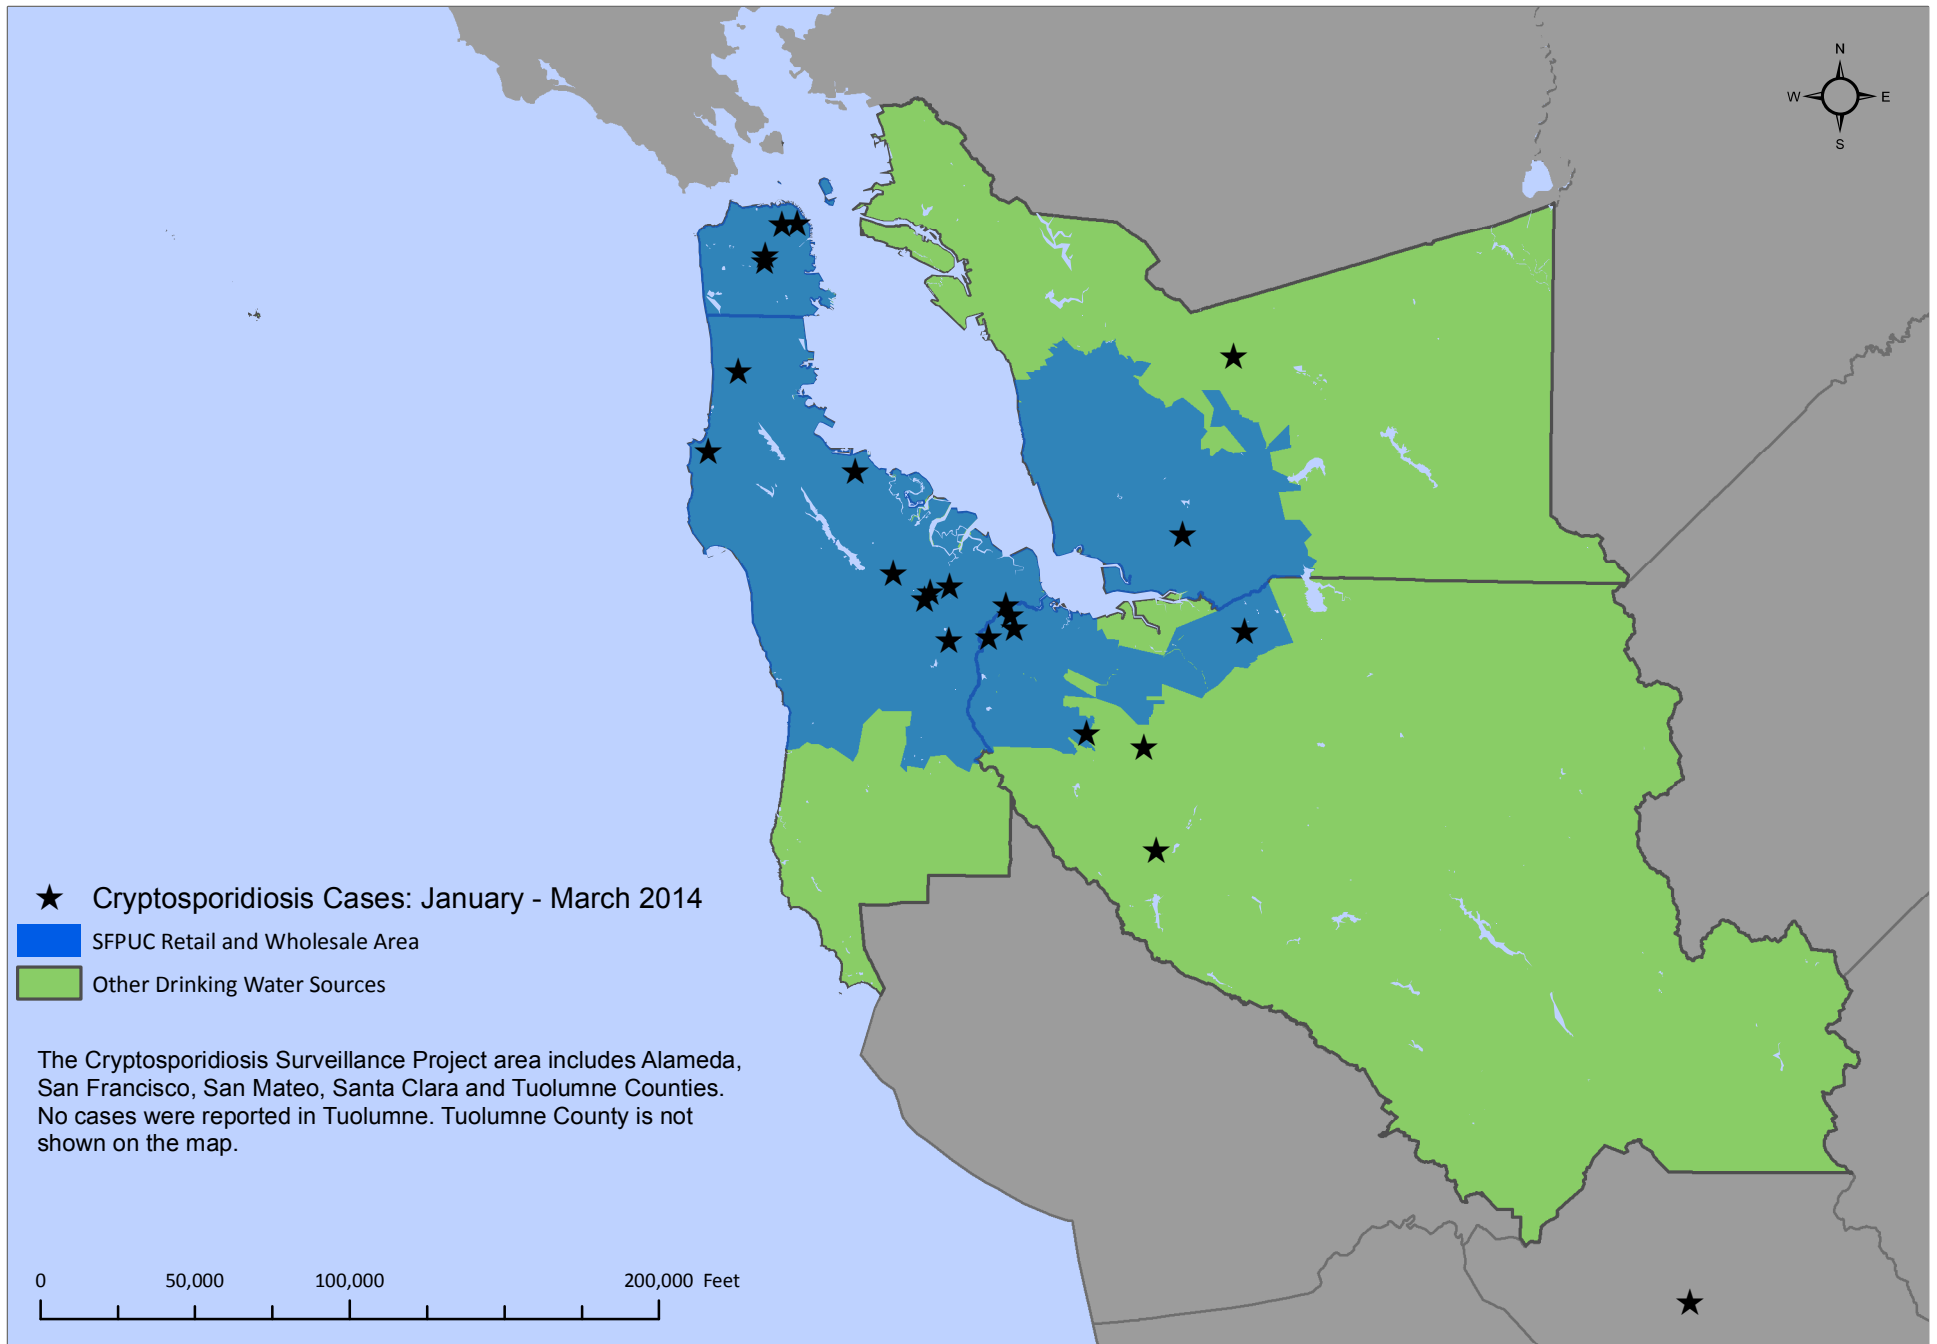 N
W E
S
Cryptosporidiosis Cases: January - March 2014
SFPUC Retail and Wholesale Area
Other Drinking Water Sources
The Cryptosporidiosis Surveillance Project area includes Alameda,
San Francisco, San Mateo, Santa Clara and Tuolumne Counties.
No cases were reported in Tuolumne. Tuolumne County is not
shown on the map.
0 50,000 100,000 200,000 Feet